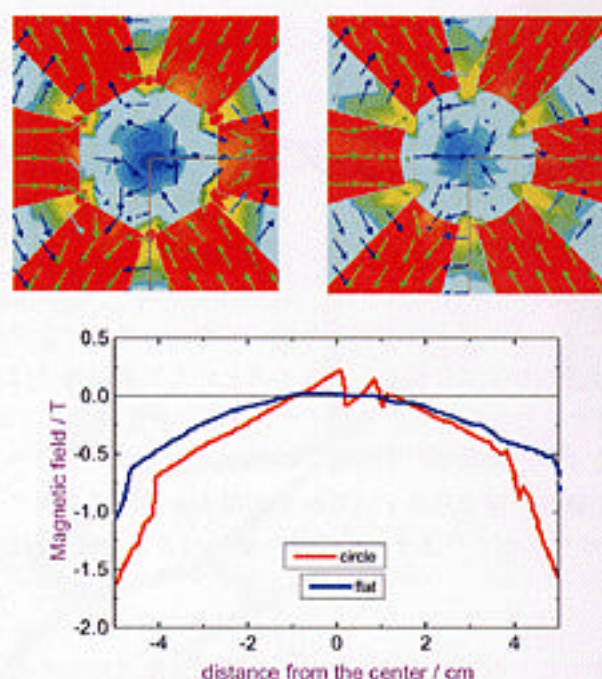 0.5
0.0
-0.5
-1.0
-1.5
-2.0
Magnetic field / T
circle
flat
-4
-2
0
2
4
distance from the center / cm